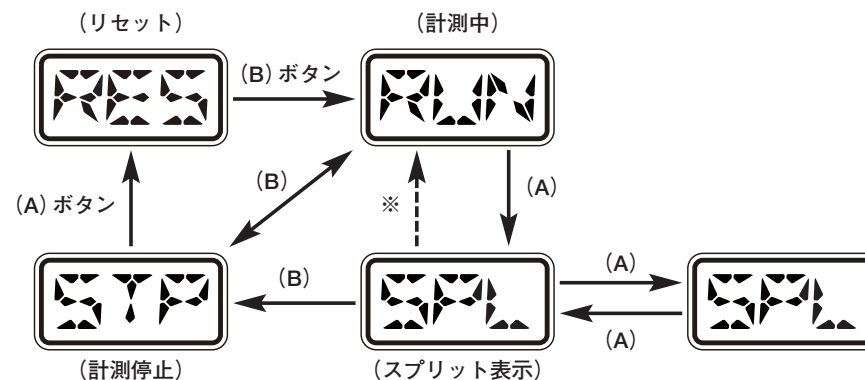 （リセット）
（計測中）
RES
(B) ボタン
RUN
(A) ボタン
(B)
※
(A)
STP
(B)
SPL
(A)
(A)
SPL
（計測停止）
（スプリット表示）